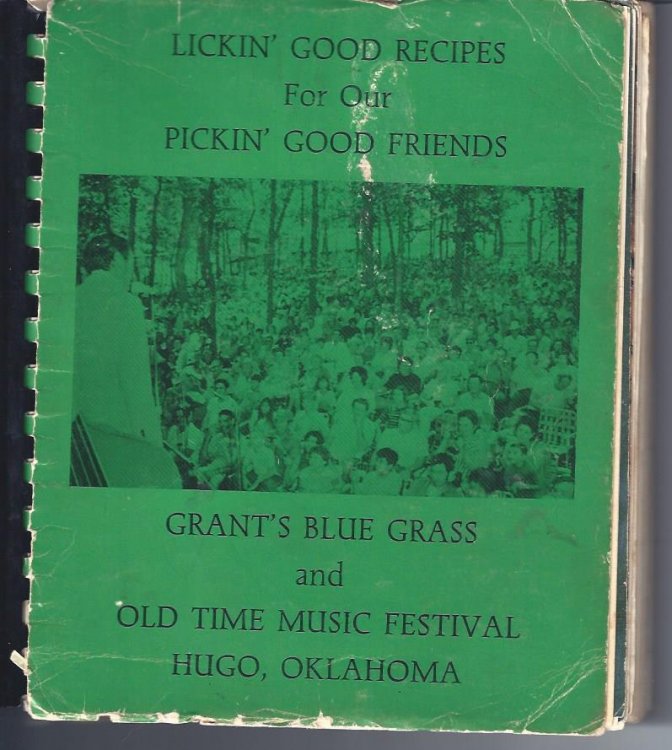 LICKIN' GOOD RECIPES
For Our
PICKIN' GOOD FRIENDS
GRANT'S BLUE GRASS
and
OLD TIME MUSIC FESTIVAL
HUGO, OKLAHOMA